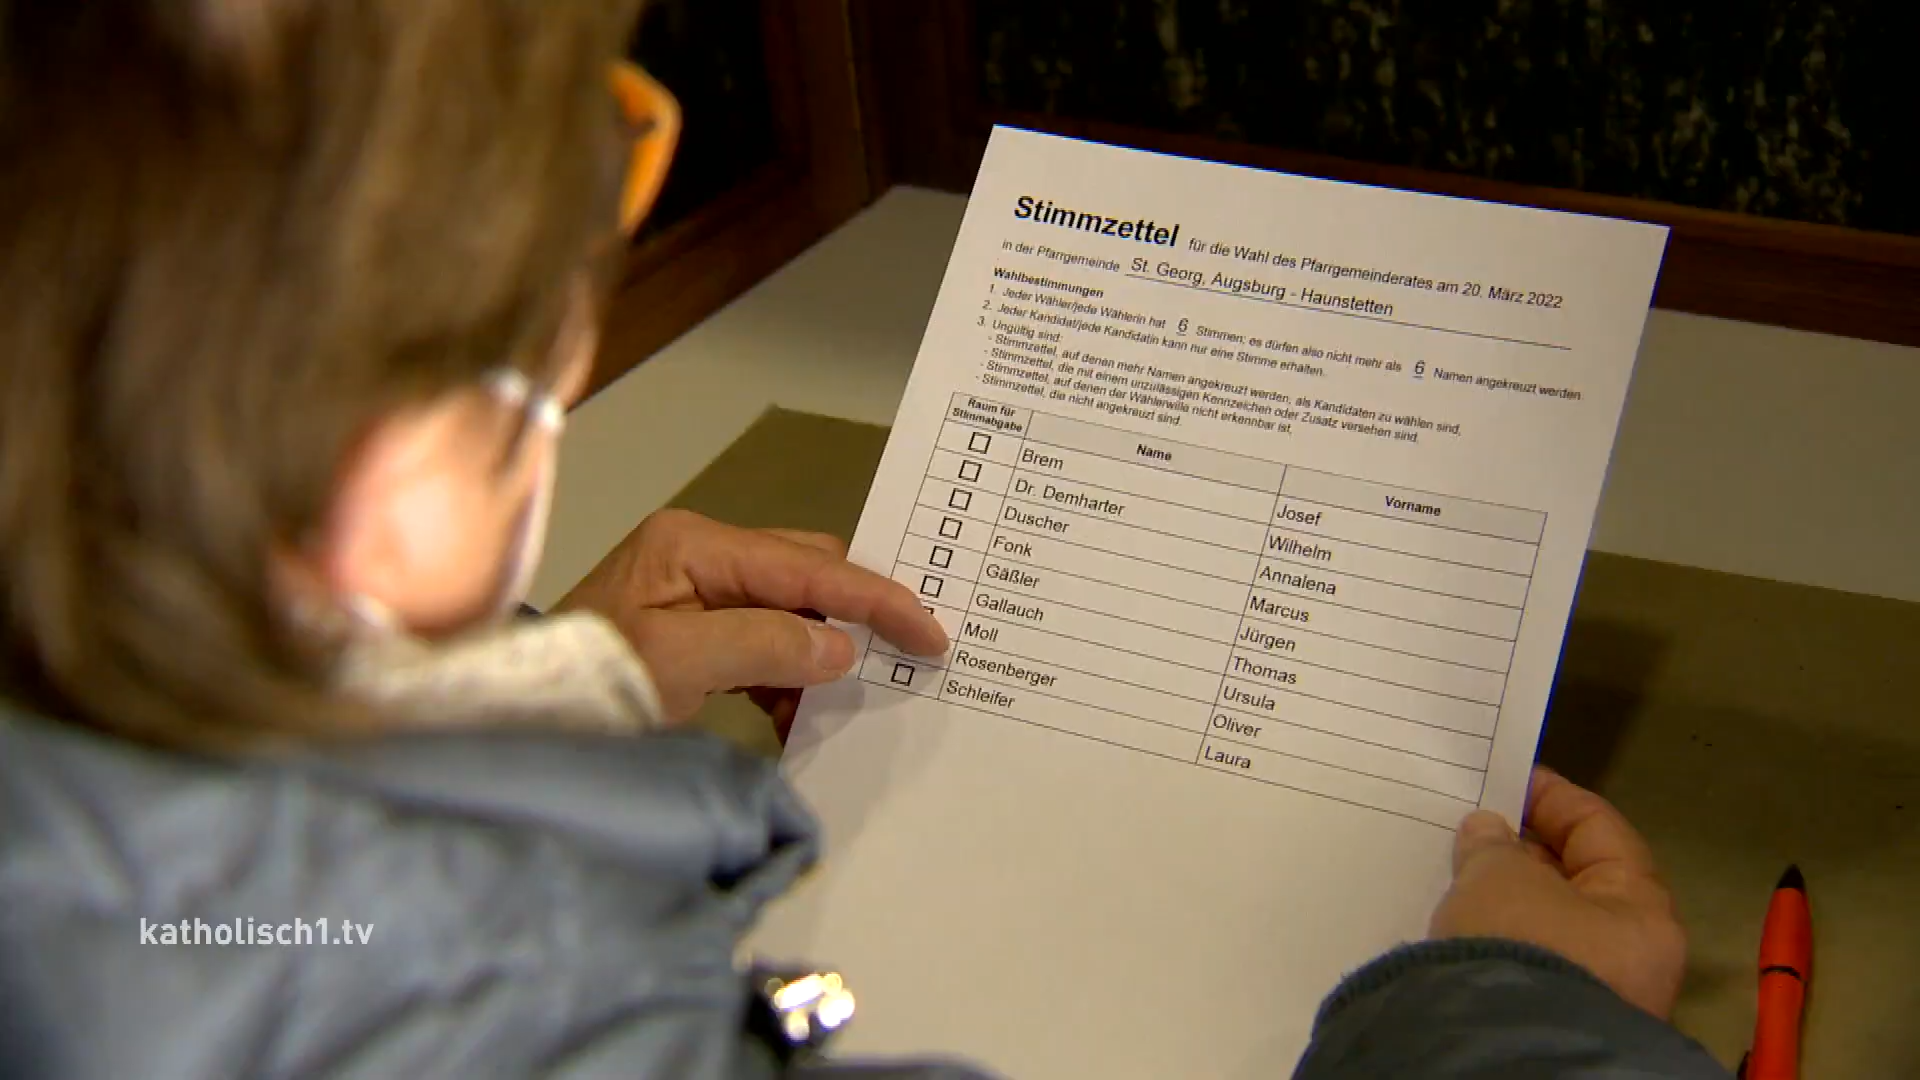 Stimmzettel für die Wahl des Pfarrgemeinderates am 20. März 2022
in der Pfarrgemeinde St. Georg, Augsburg - Haunstetten
Wahlbestimmungen
1. Jeder Wähler/jede Wählerin hat 6 Stimmen; es dürfen also nicht mehr als 6 Namen angekreuzt werden.
2. Jeder Kandidat/jede Kandidatin kann nur eine Stimme erhalten.
3. Ungültig sind:
- Stimmzettel, auf denen mehr Namen angekreuzt werden, als Kandidaten zu wählen sind,
- Stimmzettel, die mit einem unzulässigen Kennzeichen oder Zusatz versehen sind,
- Stimmzettel, auf denen der Wählerwille nicht erkennbar ist,
- Stimmzettel, die nicht angekreuzt sind.
Raum für
Stimmabgabe Name Vorname
Brem Josef
Dr. Demharter Wilhelm
Duscher Annalena
Fonk Marcus
Gäßler Jürgen
Gallauch Thomas
Moll Ursula
Rosenberger Oliver
Schleifer Laura
katholisch1.tv